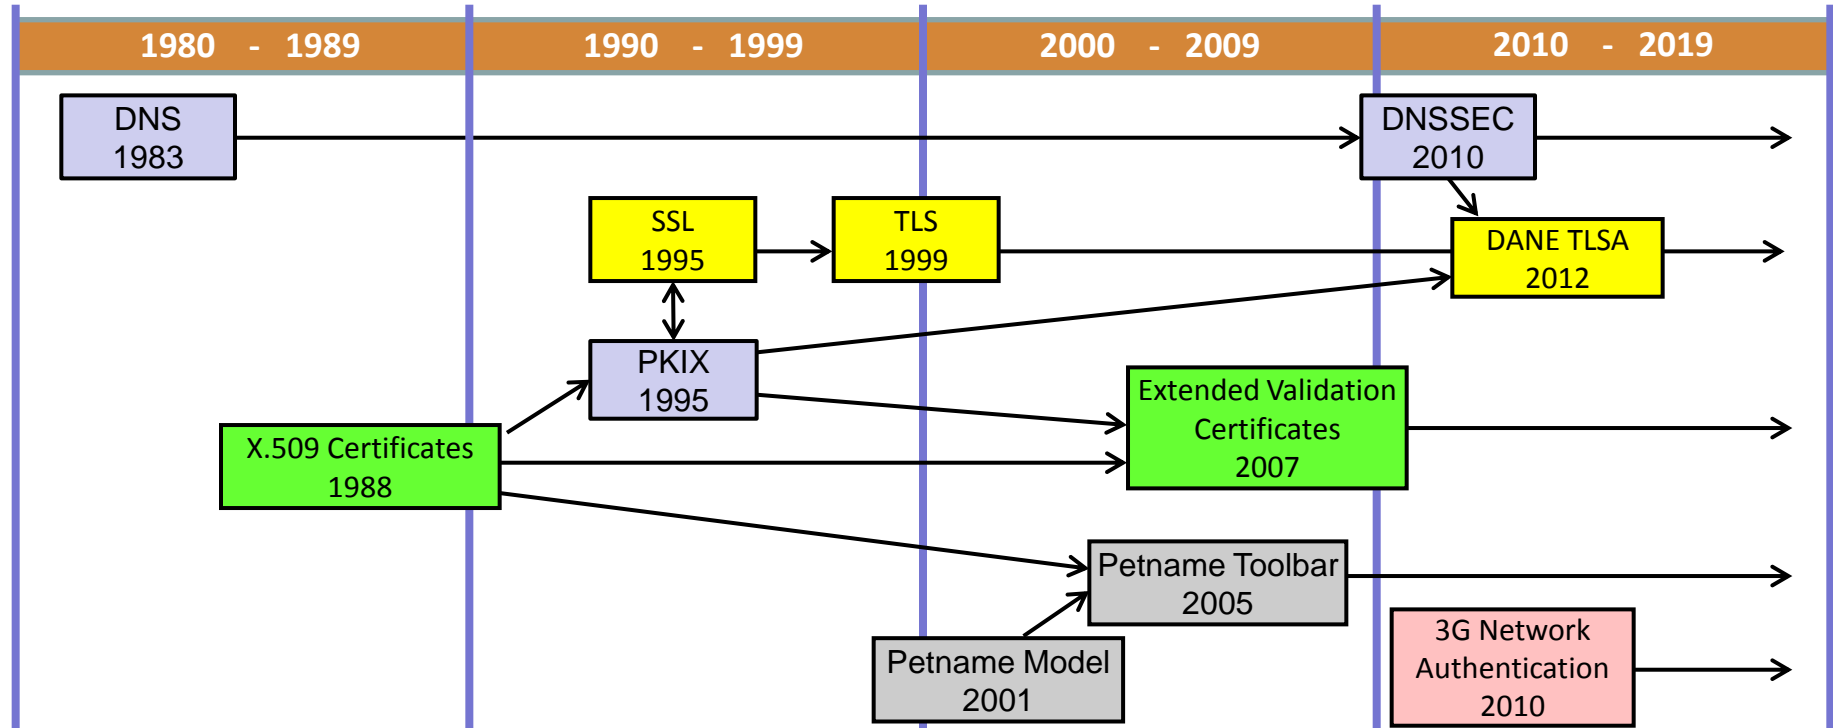 1980 - 1989
1990 - 1999
2000 - 2009
2010 - 2019
DNS
1983
DNSSEC
2010
SSL
1995
TLS
1999
DANE TLSA
2012
PKIX
1995
Extended Validation
Certificates
2007
X.509 Certificates
1988
Petname Toolbar
2005
Petname Model
2001
3G Network
Authentication
2010